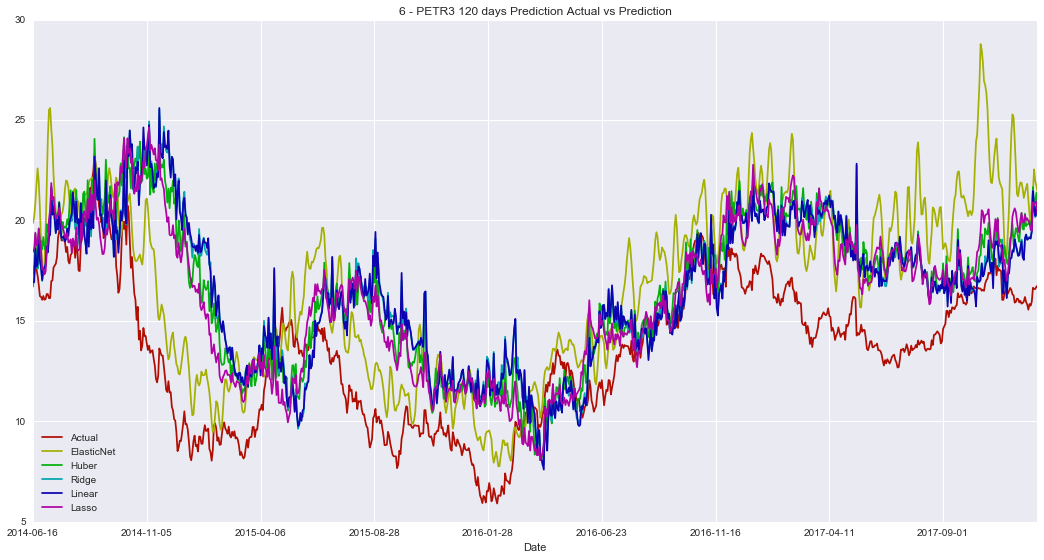 6 - PETR3 120 days Prediction Actual vs Prediction
30
25
20
15
10
5
Actual
ElasticNet
Huber
Ridge
Linear
Lasso
2014-06-16 2014-11-05 2015-04-06 2015-08-28 2016-01-28 2016-06-23 2016-11-16 2017-04-11 2017-09-01
Date